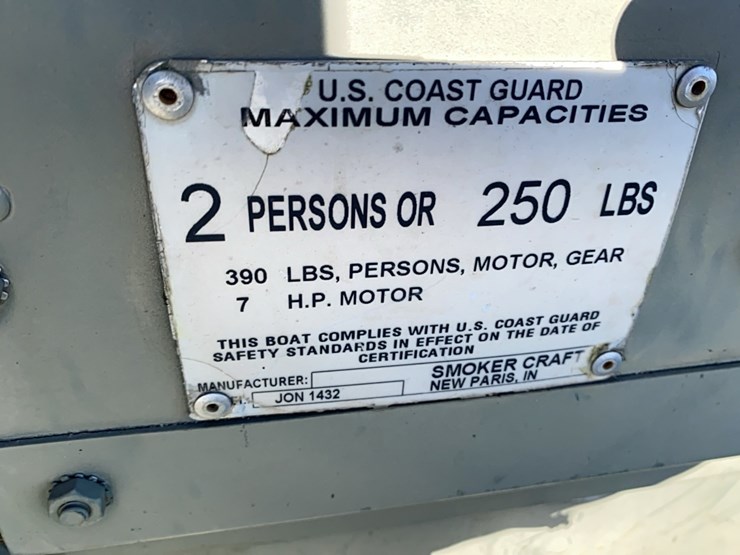 U.S. COAST GUARD
MAXIMUM CAPACITIES
2 PERSONS OR 250 LBS
390 LBS, PERSONS, MOTOR, GEAR
7 H.P. MOTOR
THIS BOAT COMPLIES WITH U.S. COAST GUARD
SAFETY STANDARDS IN EFFECT ON THE DATE OF
CERTIFICATION
MANUFACTURER: SMOKER CRAFT
NEW PARIS, IN
JON 1432